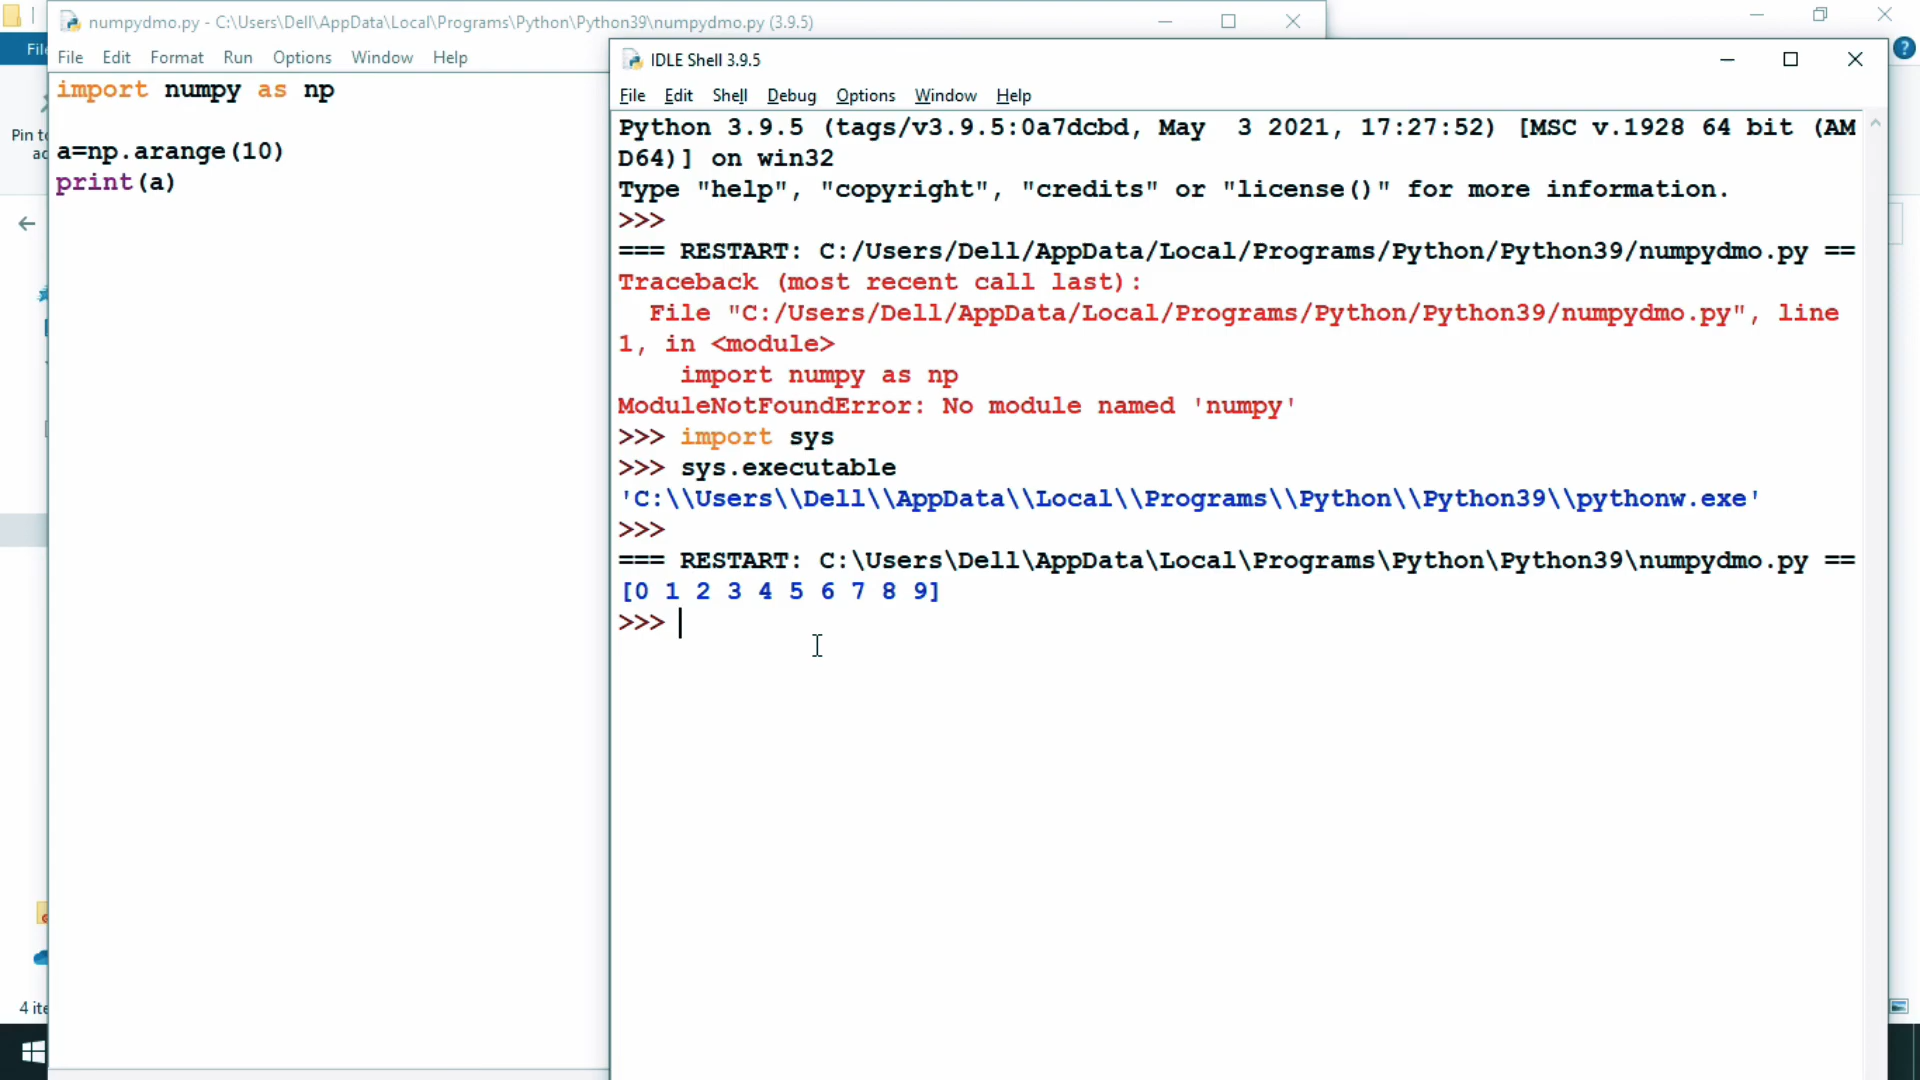 numpydmo.py - C:\Users\Dell\AppData\Local\Programs\Python\Python39\numpydmo.py (3.9.5)
File Edit Format Run Options Window Help
import numpy as np
a=np.arange(10)
print(a)
File
Pin to
4 ite
IDLE Shell 3.9.5
File Edit Shell Debug Options Window Help
Python 3.9.5 (tags/v3.9.5:0a7dcbd, May  3 2021, 17:27:52) [MSC v.1928 64 bit (AM
D64)] on win32
Type "help", "copyright", "credits" or "license()" for more information.
>>>
=== RESTART: C:/Users/Dell/AppData/Local/Programs/Python/Python39/numpydmo.py ==
Traceback (most recent call last):
  File "C:/Users/Dell/AppData/Local/Programs/Python/Python39/numpydmo.py", line
1, in <module>
    import numpy as np
ModuleNotFoundError: No module named 'numpy'
>>> import sys
>>> sys.executable
'C:\\Users\\Dell\\AppData\\Local\\Programs\\Python\\Python39\\pythonw.exe'
>>>
=== RESTART: C:\Users\Dell\AppData\Local\Programs\Python\Python39\numpydmo.py ==
[0 1 2 3 4 5 6 7 8 9]
>>>